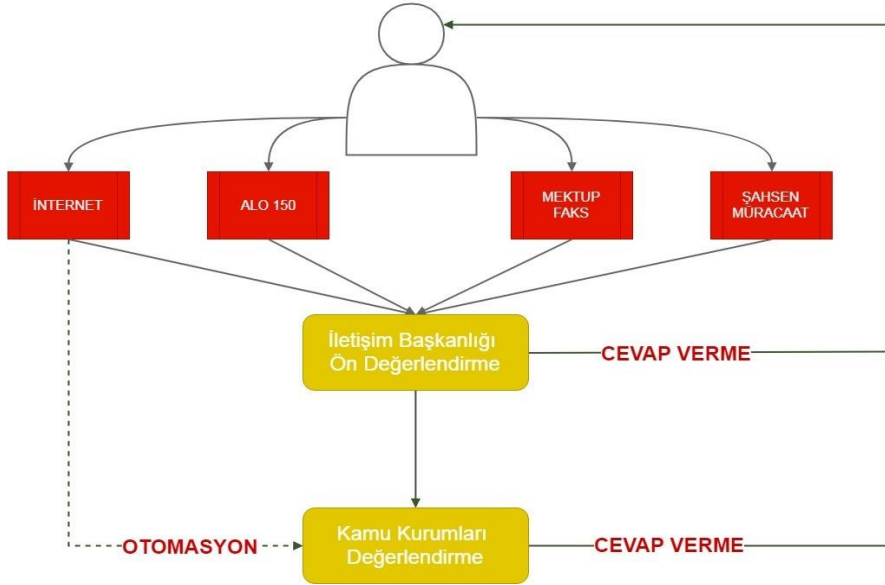 İNTERNET
ALO 150
MEKTUP
FAKS
ŞAHSEN
MÜRACAAT
İletişim Başkanlığı
Ön Değerlendirme
CEVAP VERME
OTOMASYON
Kamu Kurumları
Değerlendirme
CEVAP VERME